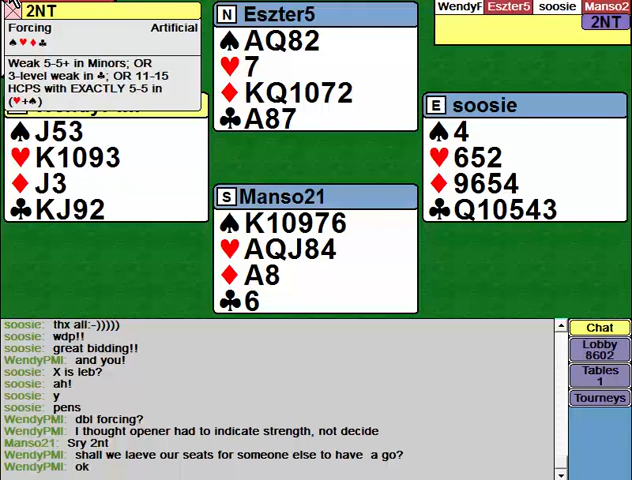 2NT
Forcing Artificial
♠♥♦♣
Weak 5-5+ in Minors; OR
3-level weak in ♣; OR 11-15
HCPS with EXACTLY 5-5 in
(♥+♠)
WendyP Eszter5 soosie Manso2
2NT
N Eszter5
♠AQ82
♥7
♦KQ1072
♣A87
♠J53
♥K1093
♦J3
♣KJ92
E soosie
♠4
♥652
♦9654
♣Q10543
S Manso21
♠K10976
♥AQJ84
♦A8
♣6
soosie: thx all:-)))))
soosie: wdp!!
soosie: great bidding!!
WendyPMI: and you!
soosie: X is leb?
soosie: ah!
soosie: y
soosie: pens
WendyPMI: dbl forcing?
WendyPMI: I thought opener had to indicate strength, not decide
Manso21: Sry 2nt
WendyPMI: shall we laeve our seats for someone else to have a go?
WendyPMI: ok
Chat
Lobby
8602
Tables
1
Tourneys